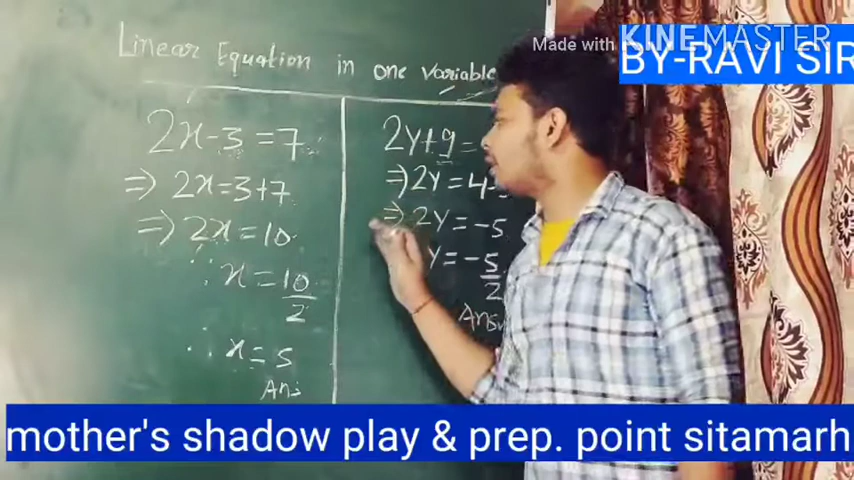 Made With KINEMASTER
BY-RAVI SIR
Linear Equation in one variable
2x-3=7
⇒ 2x=3+7
⇒ 2x=10
∴ x=10/2
∴ x=5
Ans
2y+9=
⇒ 2y=4-
⇒ 2y=-5
y=-5/2
Ans
mother's shadow play & prep. point sitamarh